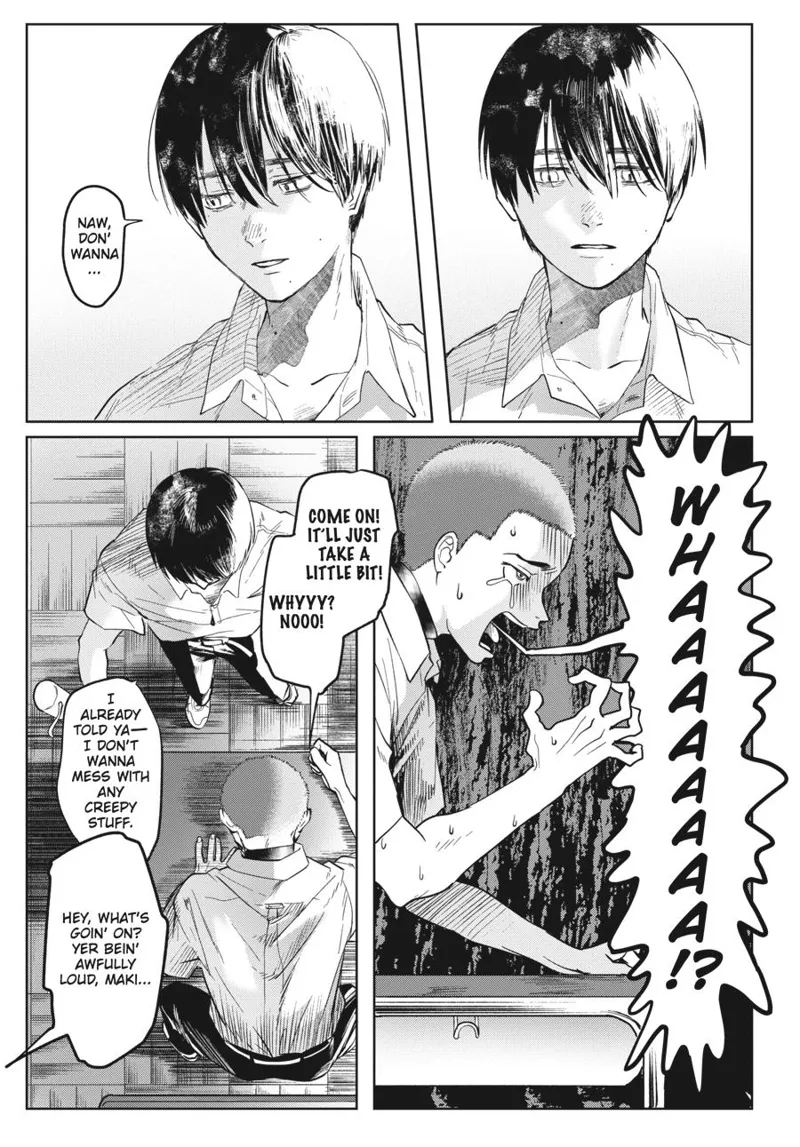 NAW,
DON'
WANNA
...
WHAAAAAAAAA!?
COME ON!
IT'LL JUST
TAKE A
LITTLE BIT!
WHYYY?
NOOO!
I
ALREADY
TOLD YA—
I DON'T
WANNA
MESS WITH
ANY
CREEPY
STUFF.
HEY, WHAT'S
GOIN' ON?
YER BEIN'
AWFULLY
LOUD, MAKI...